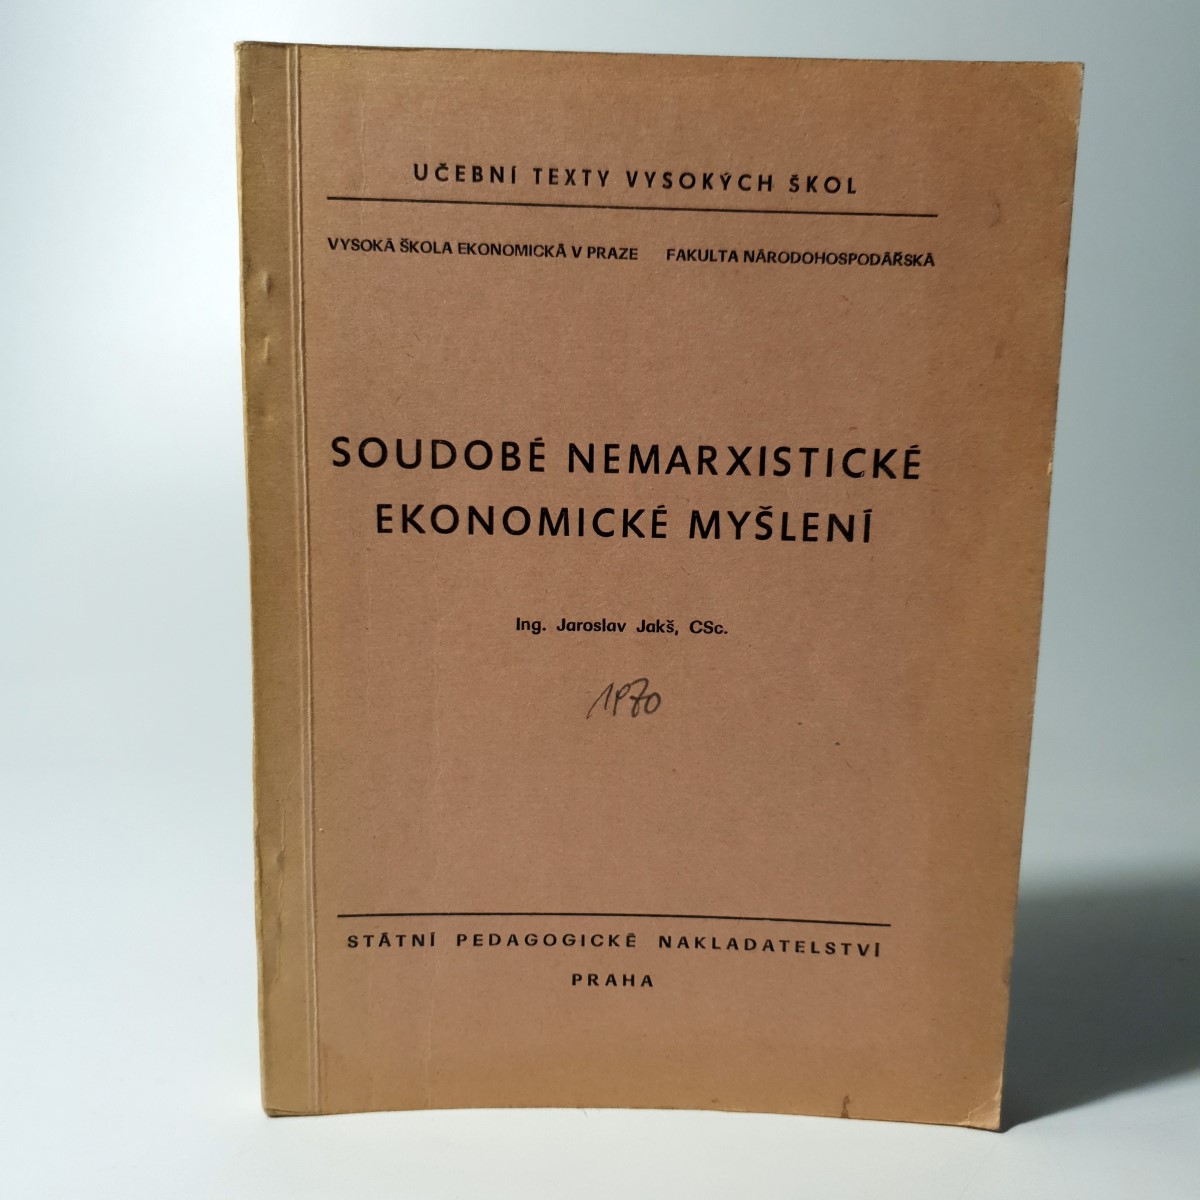 UČEBNÍ TEXTY VYSOKÝCH ŠKOL
VYSOKÁ ŠKOLA EKONOMICKÁ V PRAZE FAKULTA NÁRODOHOSPODÁŘSKÁ
SOUDOBÉ NEMARXISTICKÉ
EKONOMICKÉ MYŠLENÍ
Ing. Jaroslav Jakš, CSc.
1970
STÁTNÍ PEDAGOGICKÉ NAKLADATELSTVÍ
PRAHA